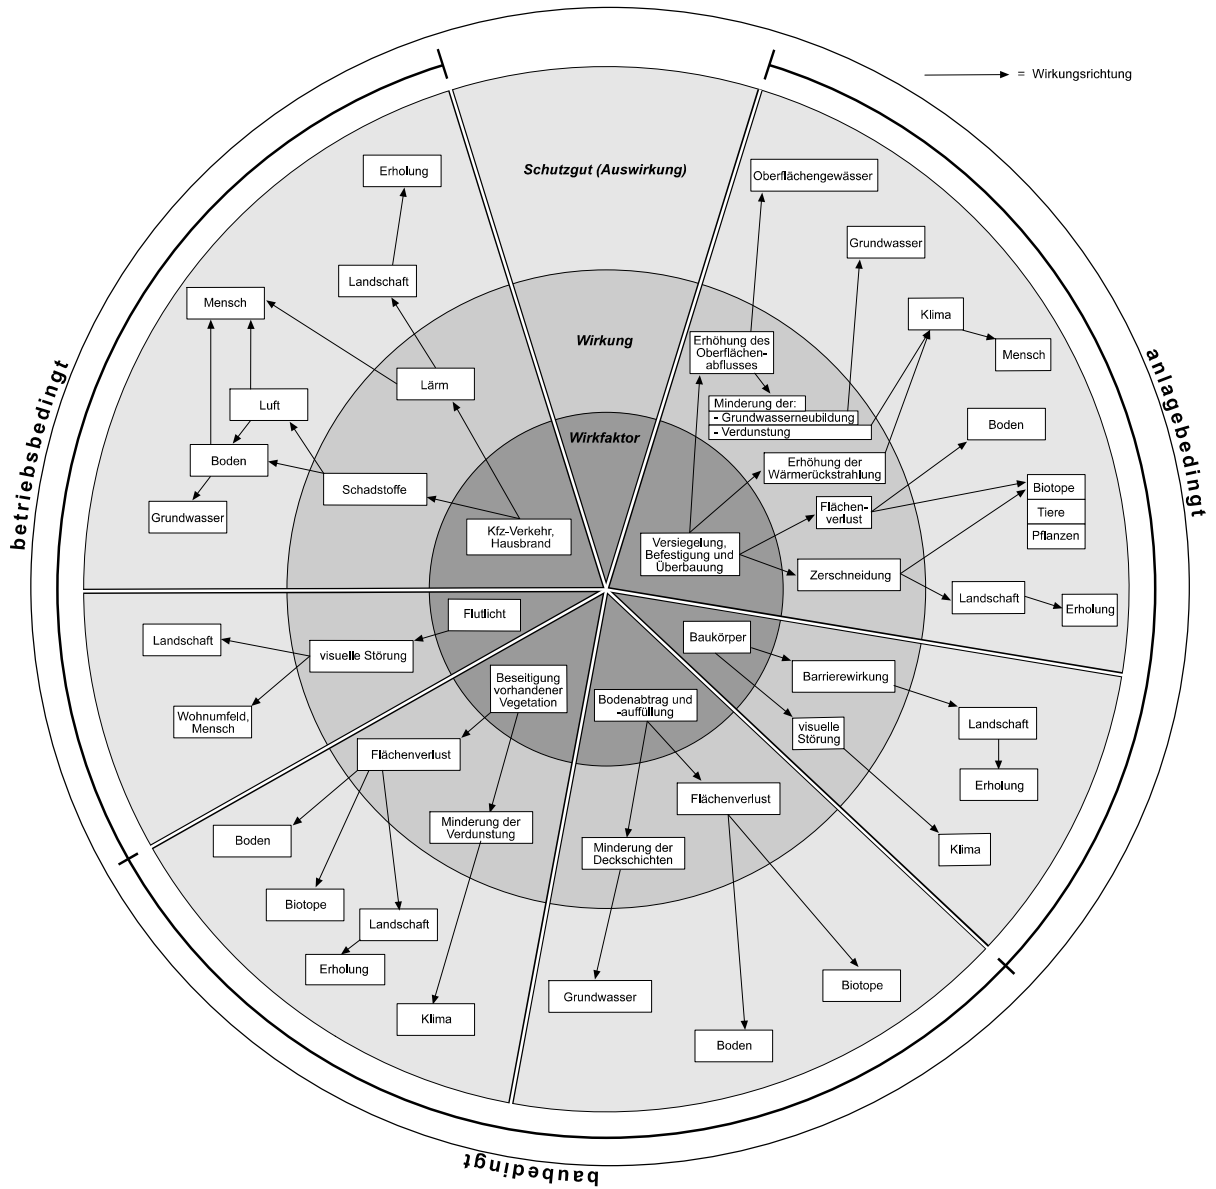 = Wirkungsrichtung
betriebsbedingt
anlagebedingt
baubedingt
Schutzgut (Auswirkung)
Wirkung
Wirkfaktor
Erholung
Landschaft
Mensch
Lärm
Luft
Boden
Schadstoffe
Grundwasser
Kfz-Verkehr,
Hausbrand
Oberflächengewässer
Grundwasser
Klima
Mensch
Erhöhung des
Oberflächen-
abflusses
Minderung der:
- Grundwasserneubildung
- Verdunstung
Boden
Erhöhung der
Wärmerückstrahlung
Biotope
Tiere
Pflanzen
Flächen-
verlust
Versiegelung,
Befestigung und
Überbauung
Zerschneidung
Landschaft
Erholung
Baukörper
Barrierewirkung
visuelle
Störung
Landschaft
Erholung
Klima
Bodenabtrag und
-auffüllung
Flächenverlust
Minderung der
Deckschichten
Grundwasser
Biotope
Boden
Beseitigung
vorhandener
Vegetation
Flächenverlust
Minderung der
Verdunstung
Boden
Biotope
Landschaft
Erholung
Klima
Flutlicht
visuelle Störung
Landschaft
Wohnumfeld,
Mensch